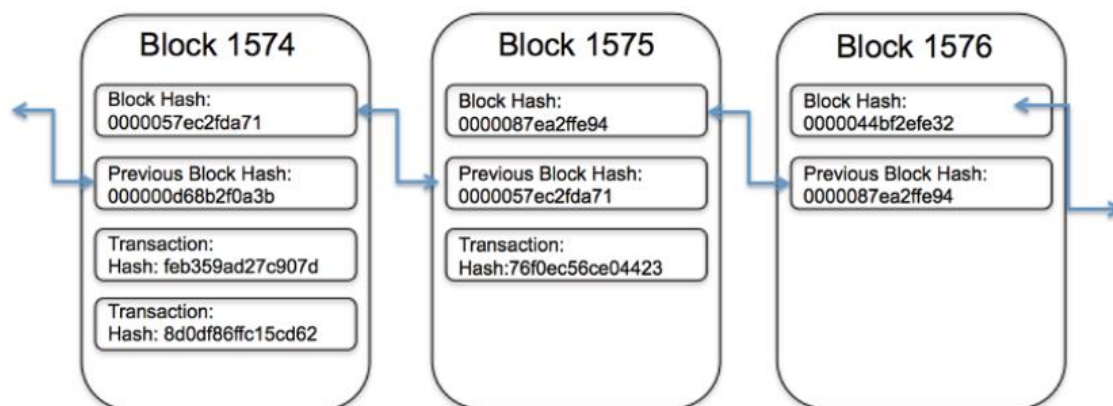 Block 1574
Block Hash:
0000057ec2fda71
Previous Block Hash:
000000d68b2f0a3b
Transaction:
Hash: feb359ad27c907d
Transaction:
Hash: 8d0df86ffc15cd62
Block 1575
Block Hash:
0000087ea2ffe94
Previous Block Hash:
0000057ec2fda71
Transaction:
Hash:76f0ec56ce04423
Block 1576
Block Hash:
0000044bf2efe32
Previous Block Hash:
0000087ea2ffe94